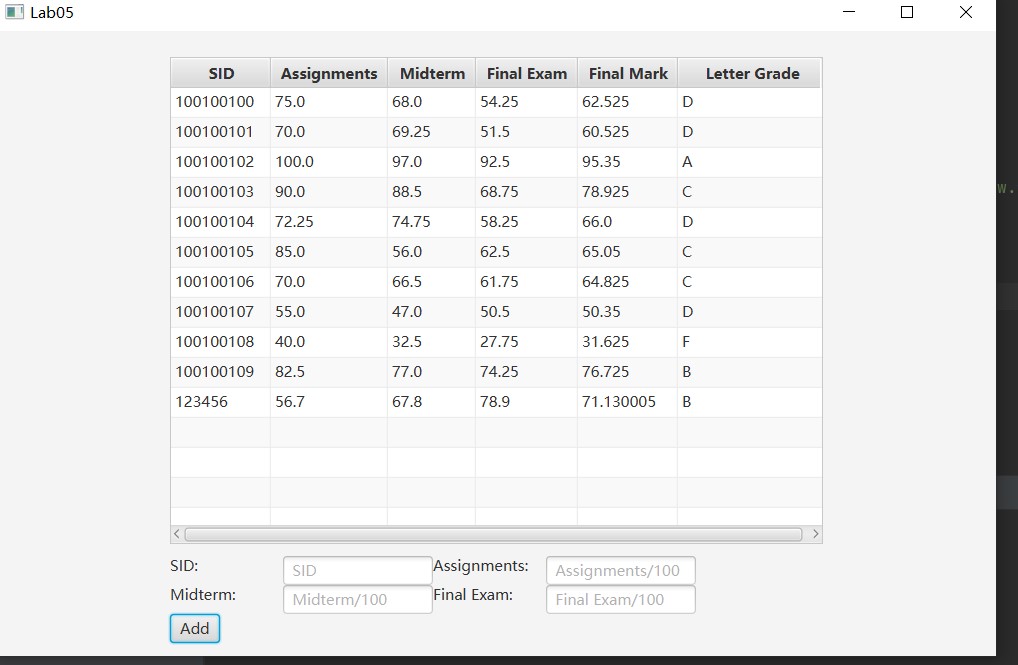 Lab05
SID Assignments Midterm Final Exam Final Mark Letter Grade
100100100 75.0 68.0 54.25 62.525 D
100100101 70.0 69.25 51.5 60.525 D
100100102 100.0 97.0 92.5 95.35 A
100100103 90.0 88.5 68.75 78.925 C
100100104 72.25 74.75 58.25 66.0 D
100100105 85.0 56.0 62.5 65.05 C
100100106 70.0 66.5 61.75 64.825 C
100100107 55.0 47.0 50.5 50.35 D
100100108 40.0 32.5 27.75 31.625 F
100100109 82.5 77.0 74.25 76.725 B
123456 56.7 67.8 78.9 71.130005 B
SID: SID Assignments: Assignments/100
Midterm: Midterm/100 Final Exam: Final Exam/100
Add